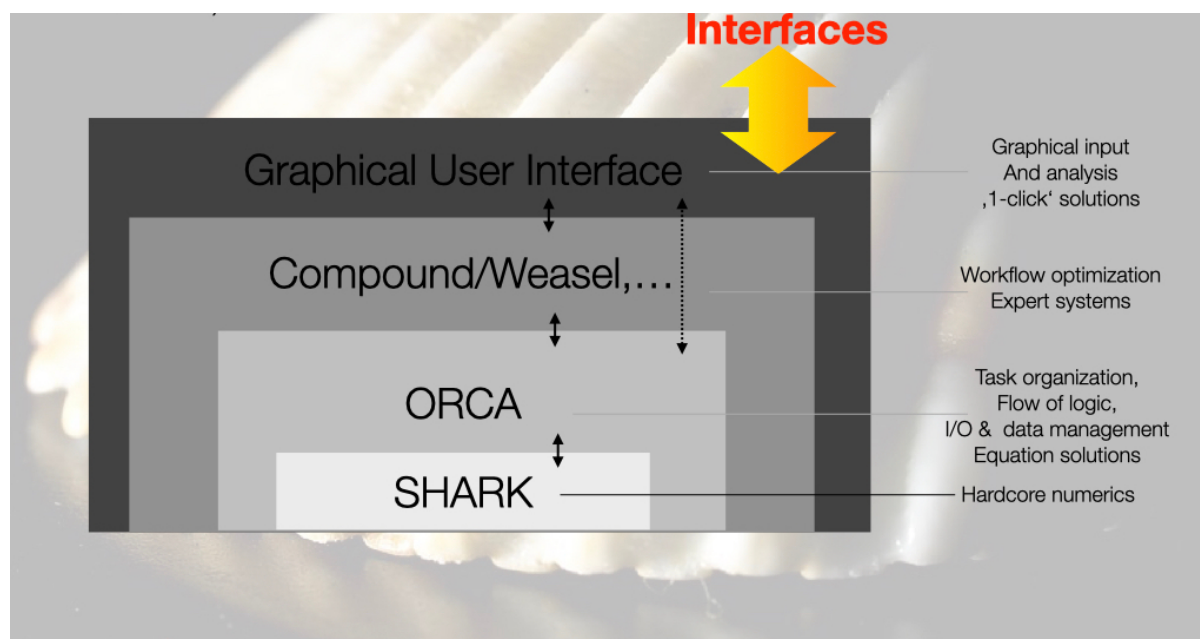 Interfaces
Graphical User Interface
Graphical input
And analysis
‚1-click‘ solutions
Compound/Weasel,…
Workflow optimization
Expert systems
ORCA
Task organization,
Flow of logic,
I/O & data management
Equation solutions
SHARK
Hardcore numerics